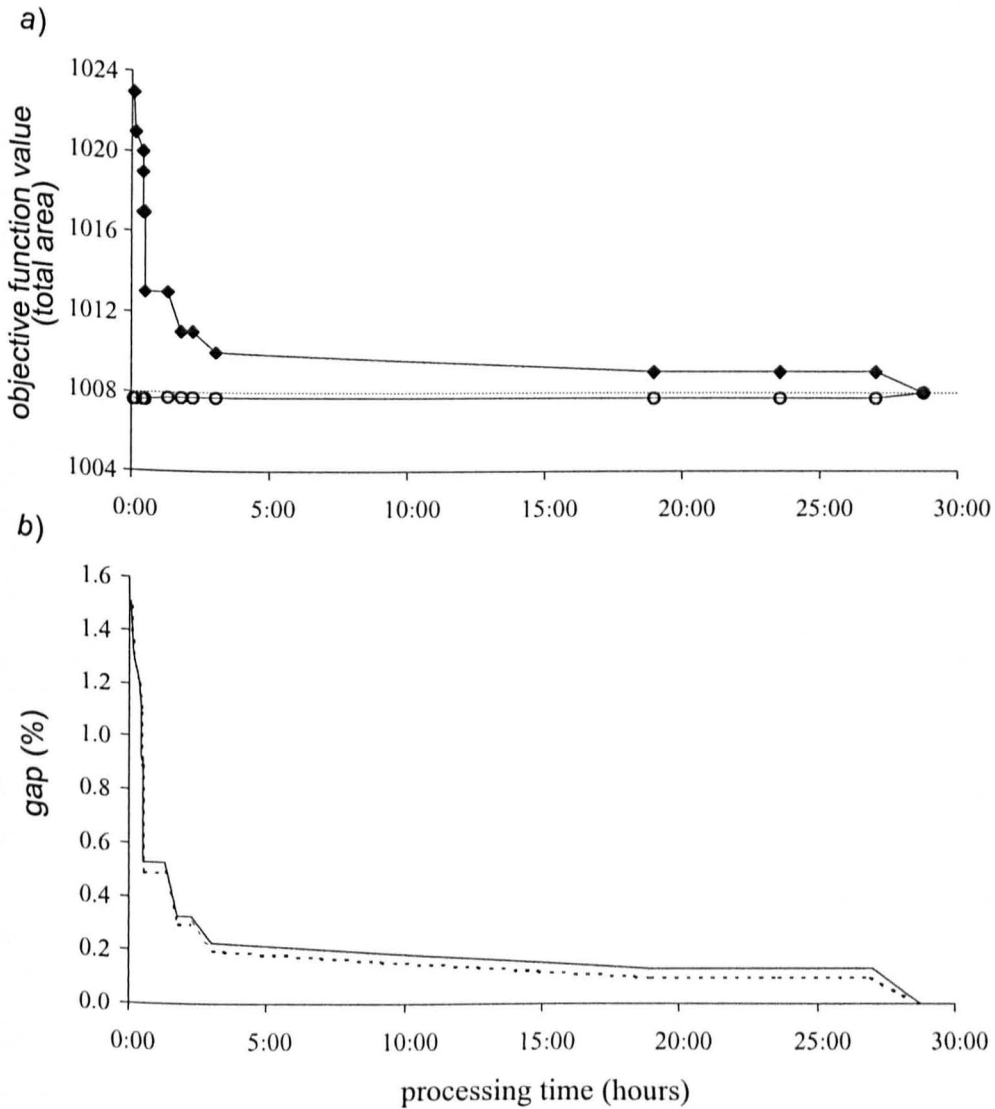 a)
objective function value
(total area)
1024
1020
1016
1012
1008
1004
0:00 5:00 10:00 15:00 20:00 25:00 30:00
b)
gap (%)
1.6
1.4
1.2
1.0
0.8
0.6
0.4
0.2
0.0
0:00 5:00 10:00 15:00 20:00 25:00 30:00
processing time (hours)